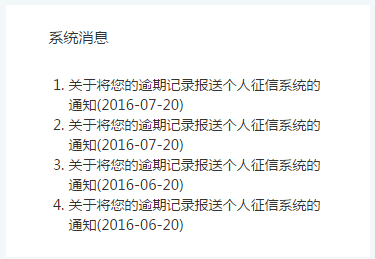 系统消息
1. 关于将您的逾期记录报送个人征信系统的
通知(2016-07-20)
2. 关于将您的逾期记录报送个人征信系统的
通知(2016-07-20)
3. 关于将您的逾期记录报送个人征信系统的
通知(2016-06-20)
4. 关于将您的逾期记录报送个人征信系统的
通知(2016-06-20)